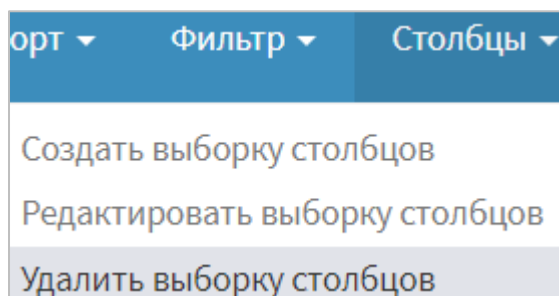 орт Фильтр Столбцы
Создать выборку столбцов
Редактировать выборку столбцов
Удалить выборку столбцов